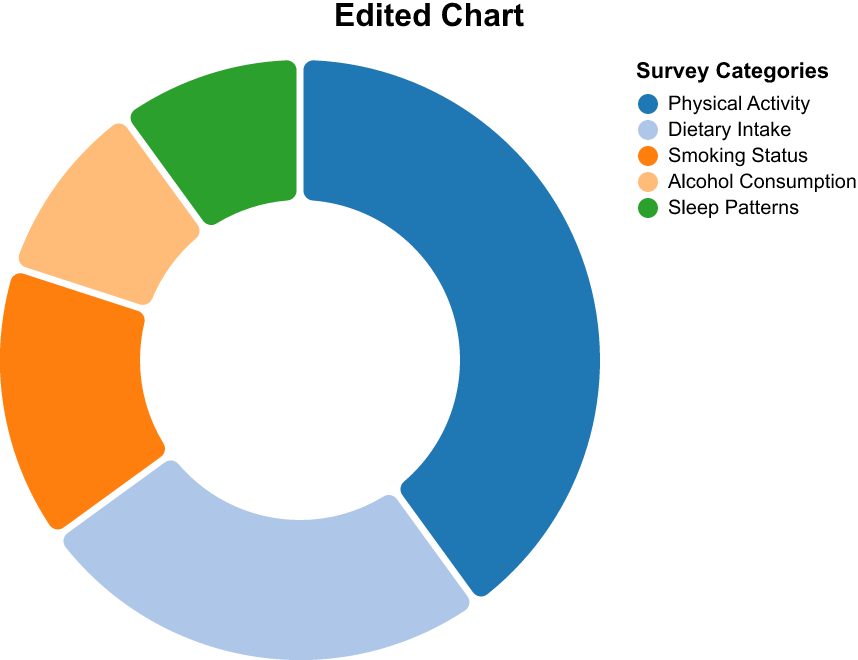 Edited Chart
Survey Categories
Physical Activity
Dietary Intake
Smoking Status
Alcohol Consumption
Sleep Patterns